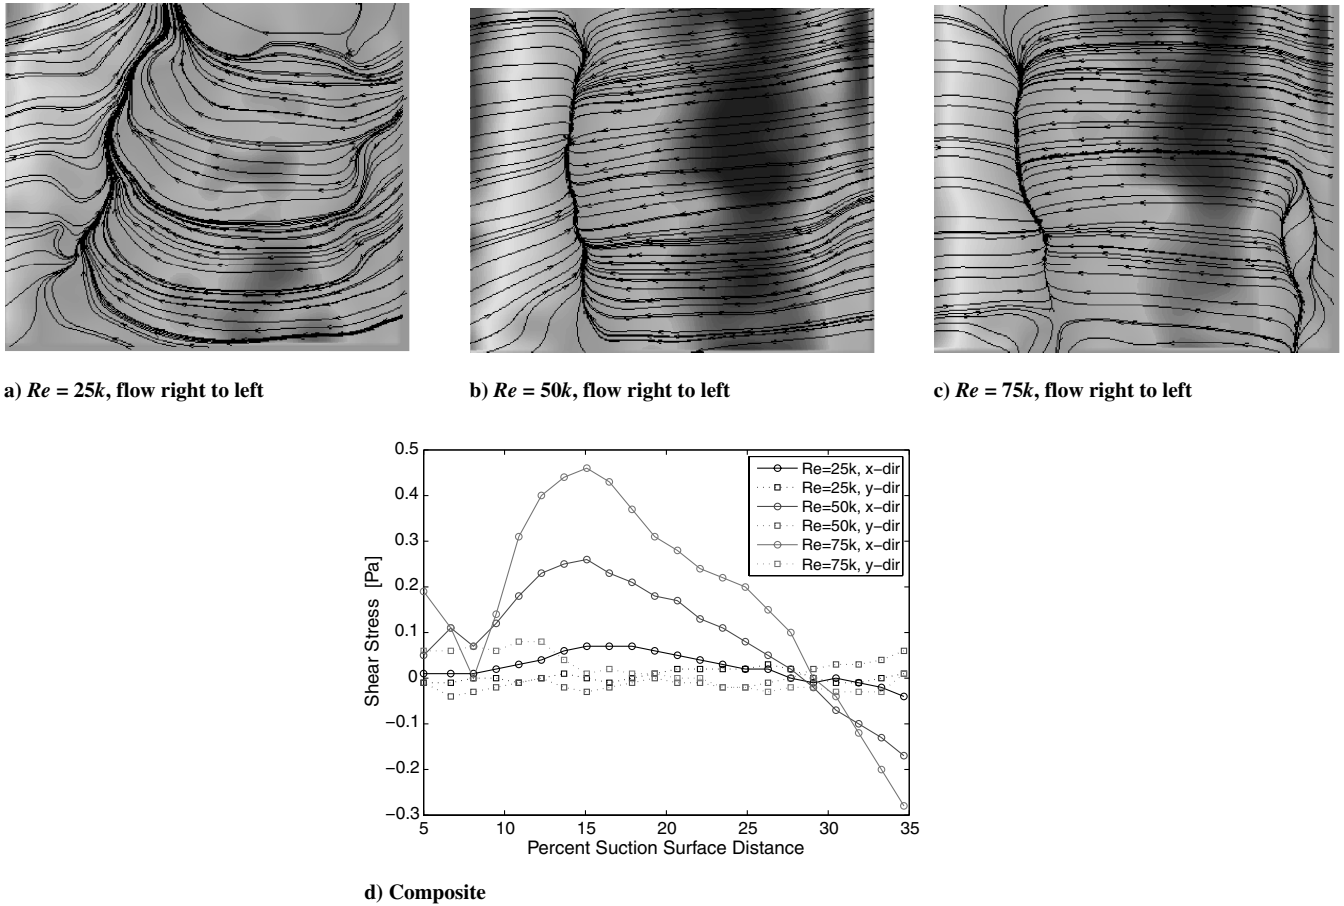 a) Re = 25k, flow right to left
b) Re = 50k, flow right to left
c) Re = 75k, flow right to left
0.5
0.4
0.3
0.2
0.1
0
−0.1
−0.2
−0.3
Shear Stress [Pa]
Re=25k, x−dir
Re=25k, y−dir
Re=50k, x−dir
Re=50k, y−dir
Re=75k, x−dir
Re=75k, y−dir
5 10 15 20 25 30 35
Percent Suction Surface Distance
d) Composite